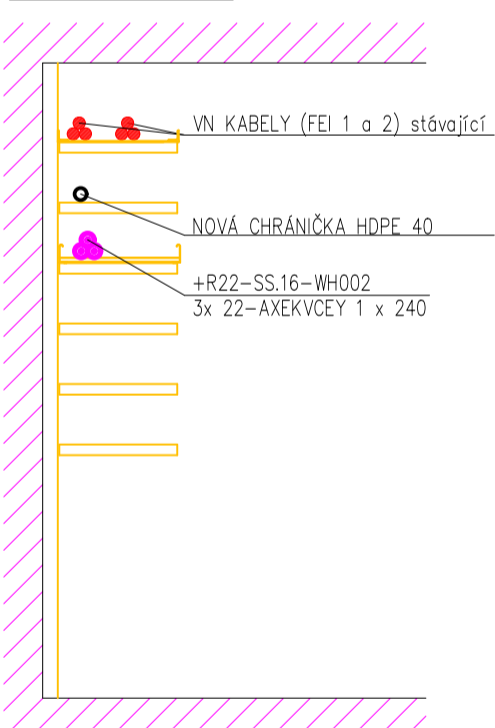 VN KABELY (FEI 1 a 2) stávající
NOVÁ CHRÁNIČKA HDPE 40
+R22-SS.16-WH002
3x 22-AXEKVCEY 1 x 240